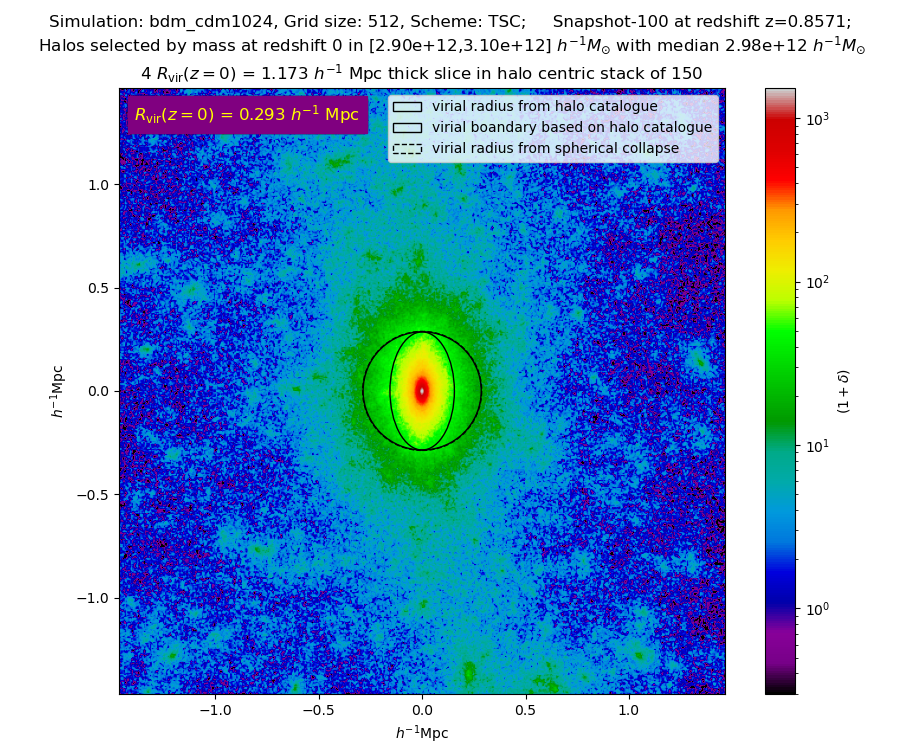 Simulation: bdm_cdm1024, Grid size: 512, Scheme: TSC; Snapshot-100 at redshift z=0.8571;
Halos selected by mass at redshift 0 in [2.90e+12,3.10e+12] h⁻¹M⊙ with median 2.98e+12 h⁻¹M⊙
4 Rvir(z = 0) = 1.173 h⁻¹ Mpc thick slice in halo centric stack of 150
Rvir(z = 0) = 0.293 h⁻¹ Mpc
virial radius from halo catalogue
virial boundary based on halo catalogue
virial radius from spherical collapse
1.0
0.5
0.0
−0.5
−1.0
h⁻¹Mpc
−1.0 −0.5 0.0 0.5 1.0
h⁻¹Mpc
10³
10²
10¹
10⁰
(1 + δ)